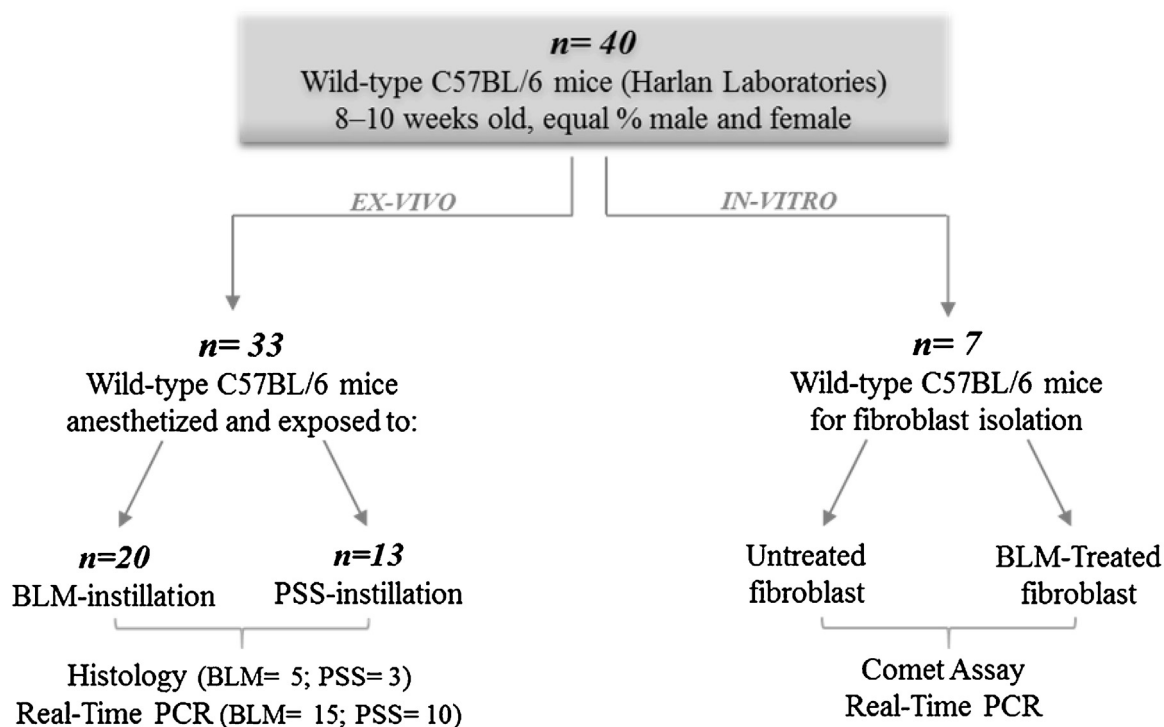 n= 40
Wild-type C57BL/6 mice (Harlan Laboratories)
8–10 weeks old, equal % male and female
EX-VIVO
IN-VITRO
n= 33
Wild-type C57BL/6 mice
anesthetized and exposed to:
n= 7
Wild-type C57BL/6 mice
for fibroblast isolation
n=20
BLM-instillation
n=13
PSS-instillation
Untreated
fibroblast
BLM-Treated
fibroblast
Histology (BLM= 5; PSS= 3)
Real-Time PCR (BLM= 15; PSS= 10)
Comet Assay
Real-Time PCR